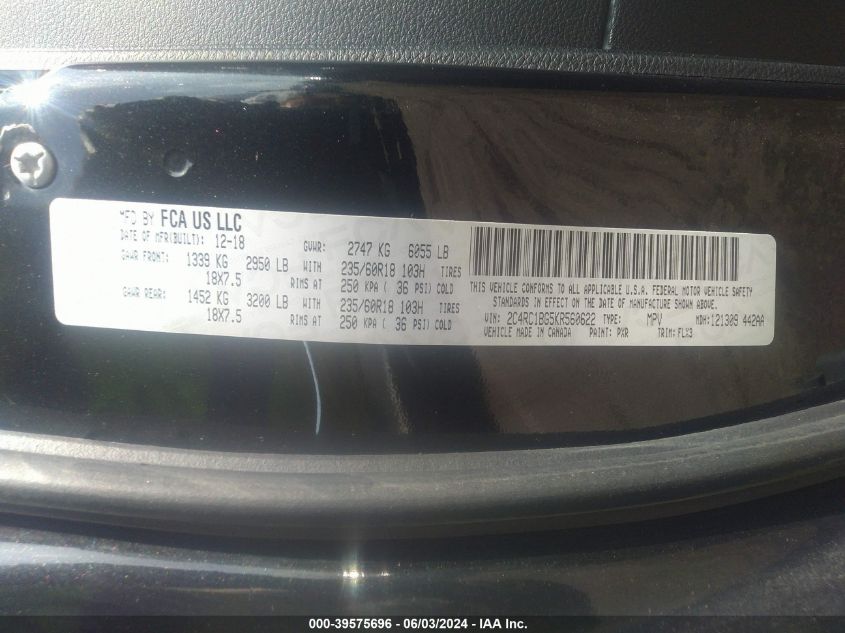 MFD BY FCA US LLC
DATE OF MFR(BUILT): 12-18 GVWR: 2747 KG 6055 LB
GAWR FRONT: 1339 KG 2950 LB WITH 235/60R18 103H TIRES
18X7.5 RIMS AT 250 KPA ( 36 PSI) COLD
GAWR REAR: 1452 KG 3200 LB WITH 235/60R18 103H TIRES
18X7.5 RIMS AT 250 KPA ( 36 PSI) COLD
THIS VEHICLE CONFORMS TO ALL APPLICABLE U.S.A. FEDERAL MOTOR VEHICLE SAFETY
STANDARDS IN EFFECT ON THE DATE OF MANUFACTURE SHOWN ABOVE.
VIN: 2C4RC1BG5KR560622 TYPE: MPV MDH:121309 442AA
VEHICLE MADE IN CANADA PAINT: PXR TRIM: FLX9
000-39575696 - 06/03/2024 - IAA Inc.